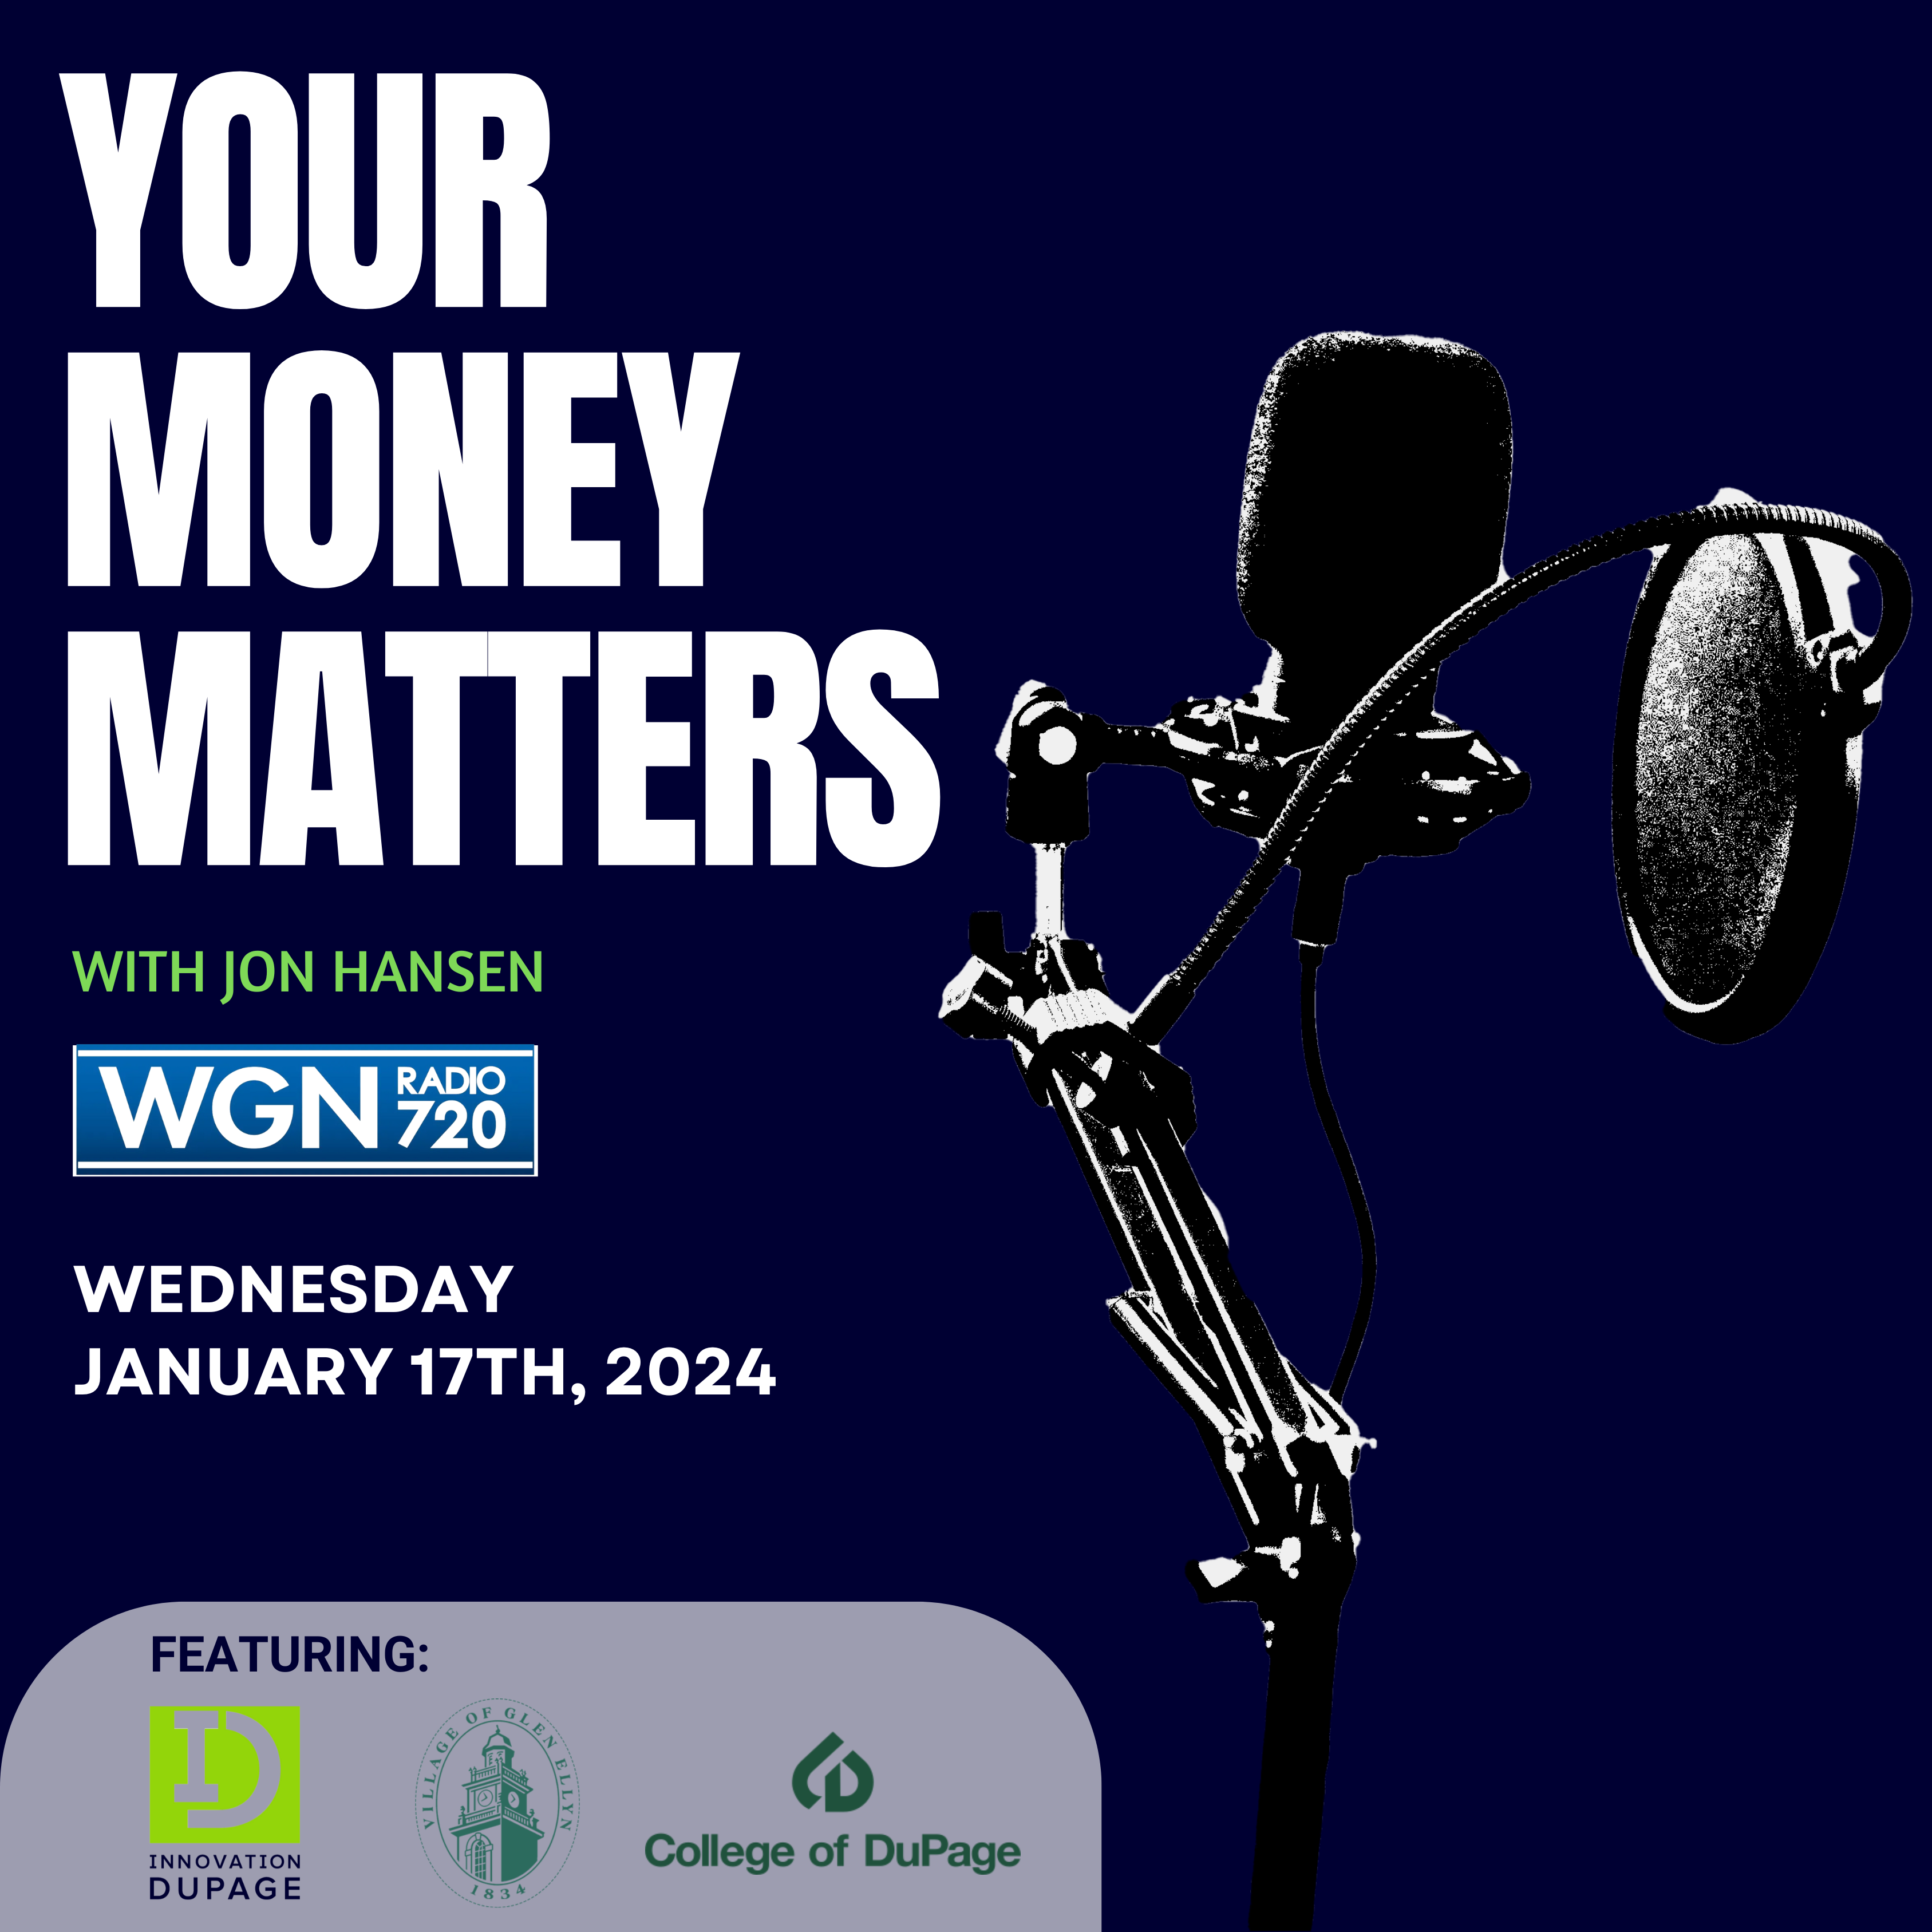 YOUR
MONEY
MATTERS
WITH JON HANSEN
WGN RADIO 720
WEDNESDAY
JANUARY 17TH, 2024
FEATURING:
ID
INNOVATION
DUPAGE
VILLAGE OF GLEN ELLYN
1834
College of DuPage